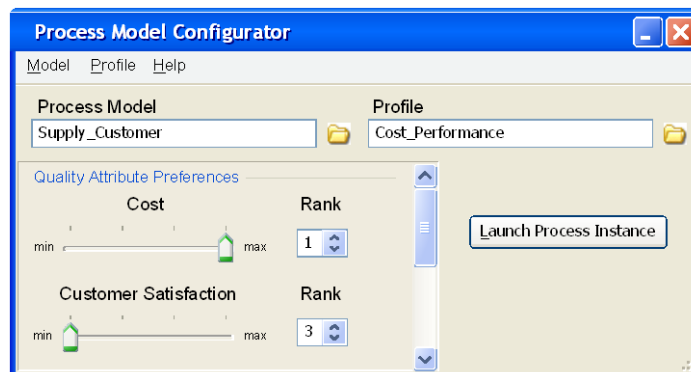 Process Model Configurator
Model Profile Help
Process Model Profile
Supply_Customer Cost_Performance
Quality Attribute Preferences
Cost Rank
min max 1
Launch Process Instance
Customer Satisfaction Rank
min max 3